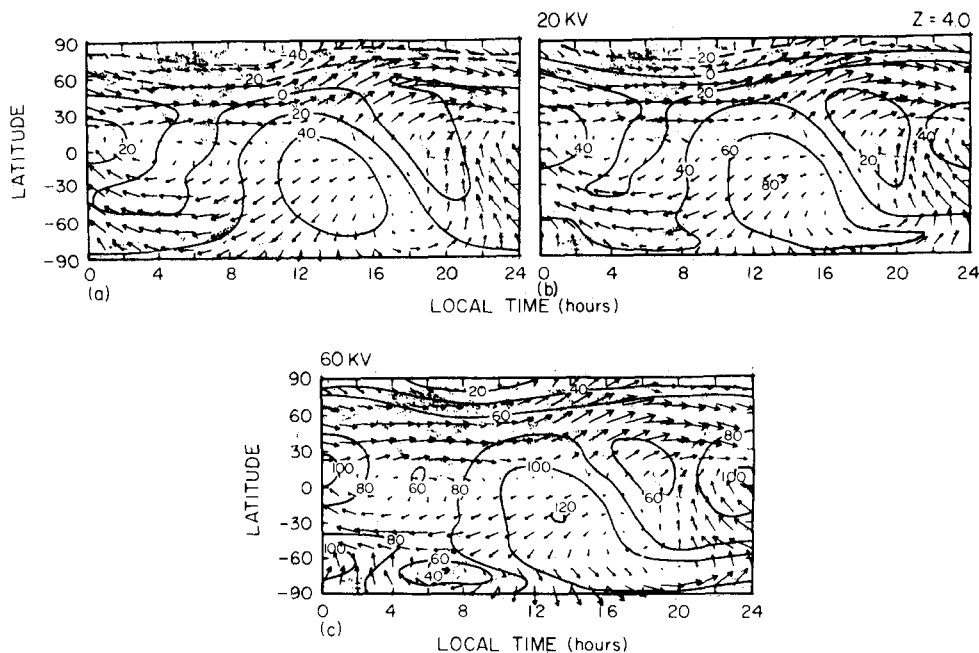 20 KV Z = 4.0
90 60 30 0 -30 -60 -90
LATITUDE
-40 -20 0 20 40 20
0 4 8 12 16 20 24
(a)
-20 0 20 40 40 60 80 20 40
0 4 8 12 16 20 24
(b)
LOCAL TIME (hours)
60 KV
90 60 30 0 -30 -60 -90
LATITUDE
20 40 60 80 100 80 60 80 100 60 100 120 80 100 60 40
0 4 8 12 16 20 24
(c)
LOCAL TIME (hours)